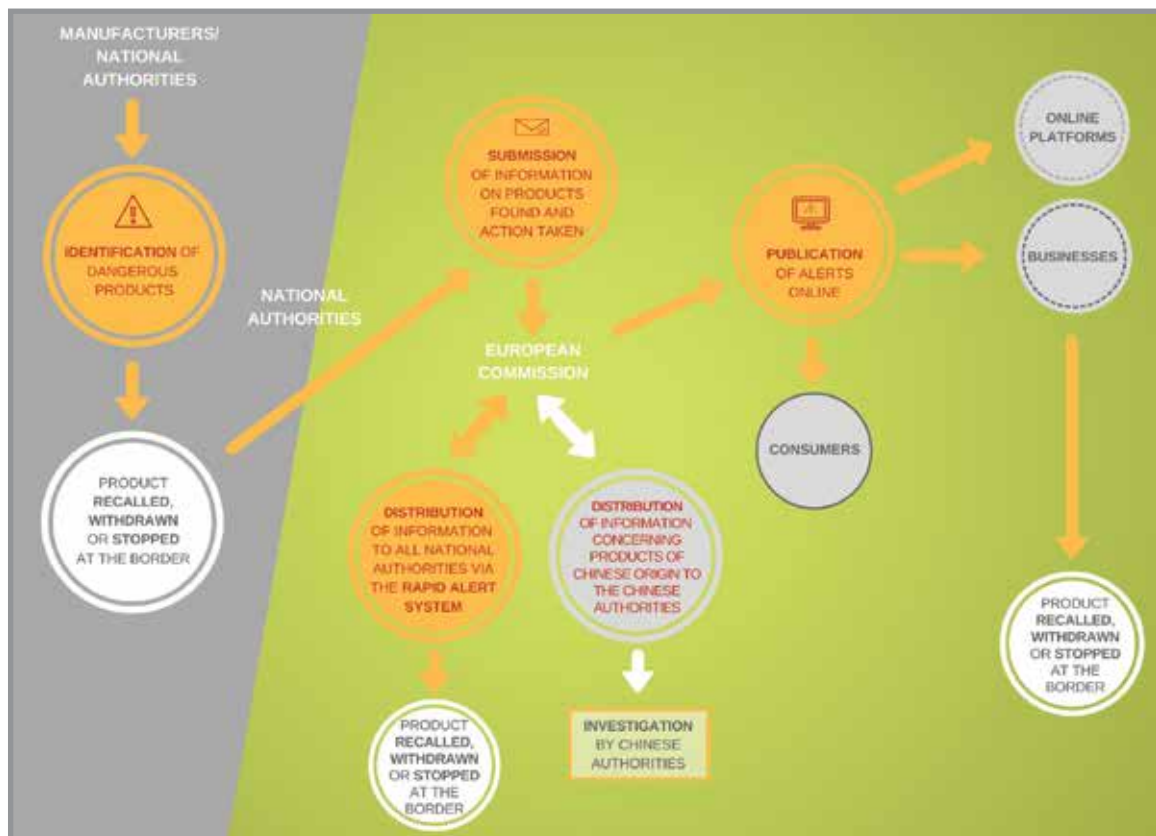 MANUFACTURERS/
NATIONAL
AUTHORITIES
IDENTIFICATION OF
DANGEROUS
PRODUCTS
PRODUCT
RECALLED,
WITHDRAWN
OR STOPPED
AT THE BORDER
NATIONAL
AUTHORITIES
SUBMISSION
OF INFORMATION
ON PRODUCTS
FOUND AND
ACTION TAKEN
EUROPEAN
COMMISSION
DISTRIBUTION
OF INFORMATION
TO ALL NATIONAL
AUTHORITIES VIA
THE RAPID ALERT
SYSTEM
PRODUCT
RECALLED,
WITHDRAWN
OR STOPPED
AT THE
BORDER
DISTRIBUTION
OF INFORMATION
CONCERNING
PRODUCTS OF
CHINESE ORIGIN TO
THE CHINESE
AUTHORITIES
INVESTIGATION
BY CHINESE
AUTHORITIES
PUBLICATION
OF ALERTS
ONLINE
CONSUMERS
ONLINE
PLATFORMS
BUSINESSES
PRODUCT
RECALLED,
WITHDRAWN
OR STOPPED
AT THE
BORDER